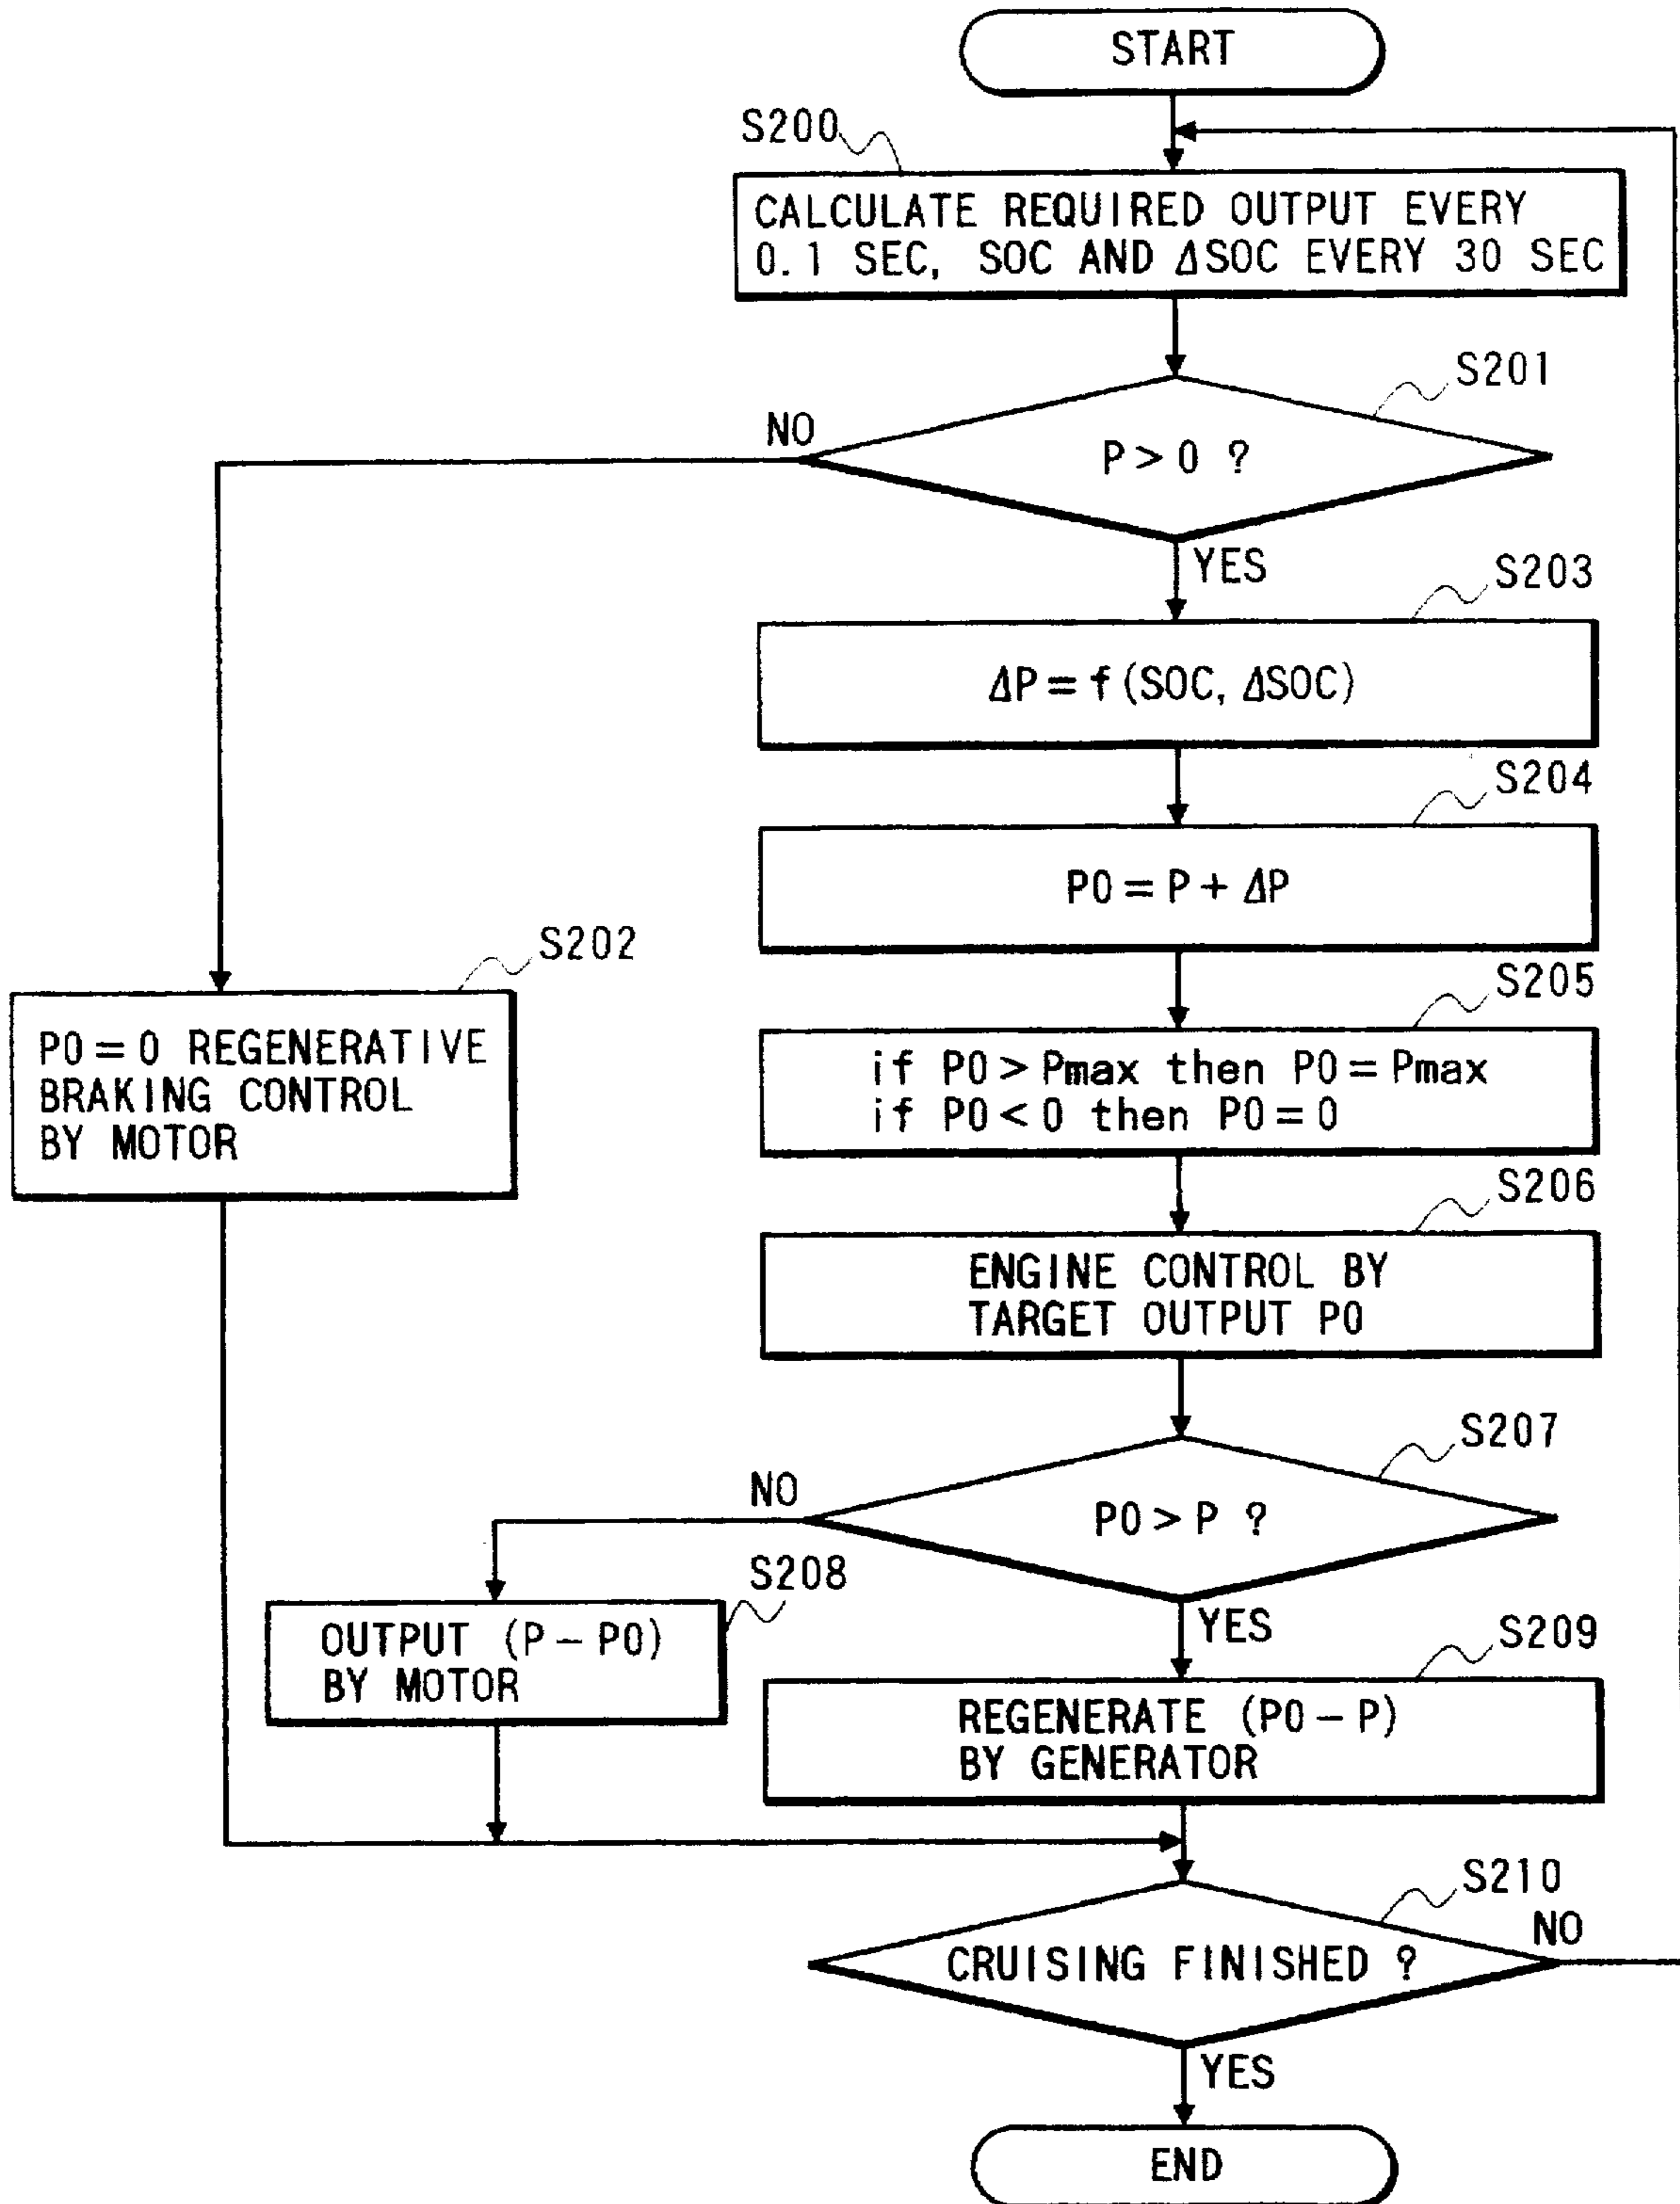 START
S200
CALCULATE REQUIRED OUTPUT EVERY
0.1 SEC, SOC AND ΔSOC EVERY 30 SEC
S201
NO
P > 0 ?
YES
S203
ΔP = f (SOC, ΔSOC)
S204
P0 = P + ΔP
S202
P0 = 0 REGENERATIVE
BRAKING CONTROL
BY MOTOR
S205
if P0 > Pmax then P0 = Pmax
if P0 < 0 then P0 = 0
S206
ENGINE CONTROL BY
TARGET OUTPUT P0
S207
NO
P0 > P ?
YES
S208
OUTPUT (P – P0)
BY MOTOR
S209
REGENERATE (P0 – P)
BY GENERATOR
S210
NO
CRUISING FINISHED ?
YES
END